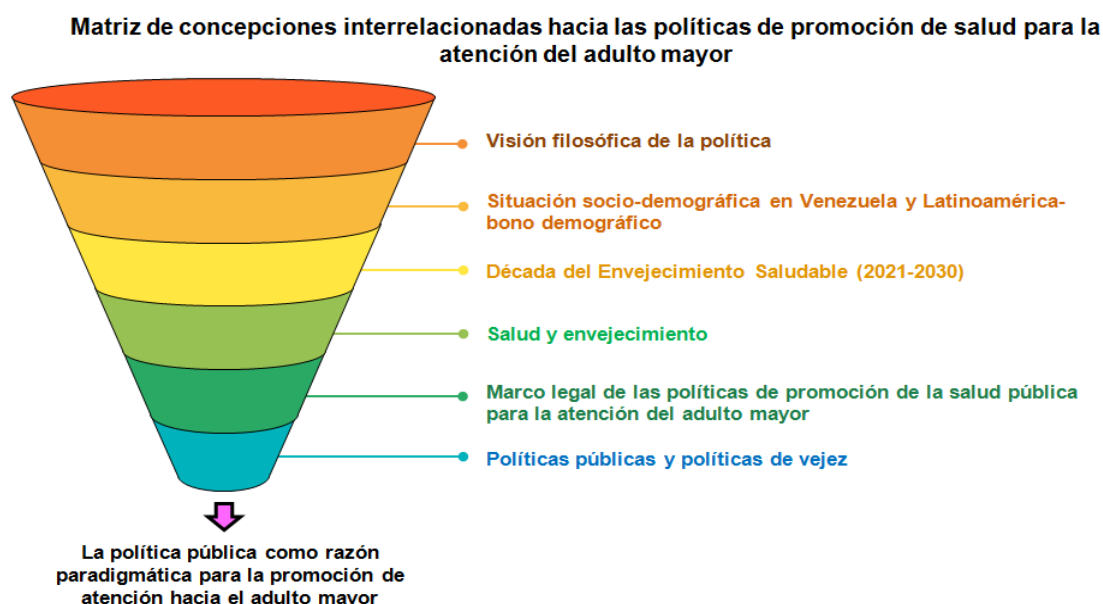 Matriz de concepciones interrelacionadas hacia las políticas de promoción de salud para la
atención del adulto mayor
Visión filosófica de la política
Situación socio-demográfica en Venezuela y Latinoamérica-
bono demográfico
Década del Envejecimiento Saludable (2021-2030)
Salud y envejecimiento
Marco legal de las políticas de promoción de la salud pública
para la atención del adulto mayor
Políticas públicas y políticas de vejez
La política pública como razón
paradigmática para la promoción de
atención hacia el adulto mayor